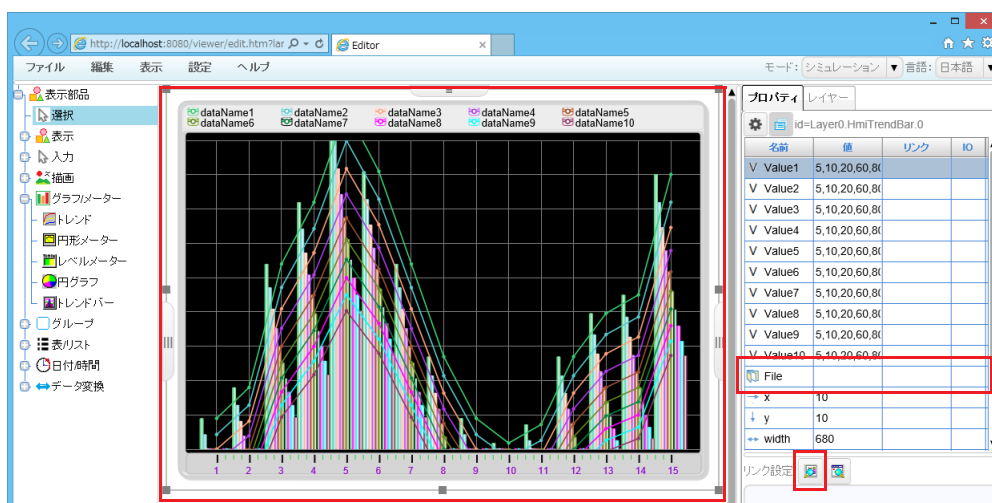 http://localhost:8080/viewer/edit.htm?lar
Editor
ファイル 編集 表示 設定 ヘルプ
モード: シミュレーション 言語: 日本語
表示部品
選択
表示
入力
描画
グラフ/メーター
トレンド
円形メーター
レベルメーター
円グラフ
トレンドバー
グループ
表/リスト
日付/時間
データ変換
dataName1 dataName2 dataName3 dataName4 dataName5
dataName6 dataName7 dataName8 dataName9 dataName10
1 2 3 4 5 6 7 8 9 10 11 12 13 14 15
プロパティ レイヤー
id=Layer0.HmiTrendBar.0
名前 値 リンク IO
V Value1 5,10,20,60,80
V Value2 5,10,20,60,80
V Value3 5,10,20,60,80
V Value4 5,10,20,60,80
V Value5 5,10,20,60,80
V Value6 5,10,20,60,80
V Value7 5,10,20,60,80
V Value8 5,10,20,60,80
V Value9 5,10,20,60,80
V Value10 5,10,20,60,80
File
x 10
y 10
width 680
リンク設定